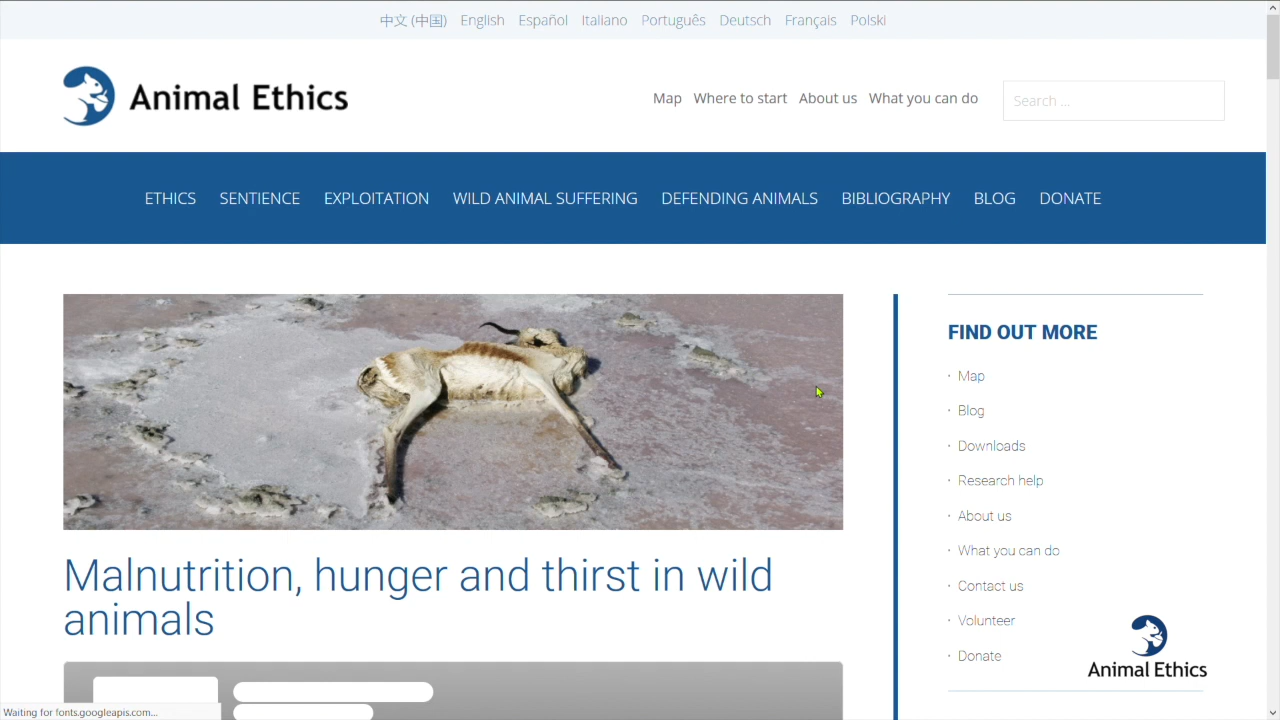 中文 (中国) English Español Italiano Português Deutsch Français Polski
Animal Ethics
Map Where to start About us What you can do
Search ...
ETHICS SENTIENCE EXPLOITATION WILD ANIMAL SUFFERING DEFENDING ANIMALS BIBLIOGRAPHY BLOG DONATE
Malnutrition, hunger and thirst in wild
animals
FIND OUT MORE
Map
Blog
Downloads
Research help
About us
What you can do
Contact us
Volunteer
Donate
Animal Ethics
Waiting for fonts.googleapis.com...